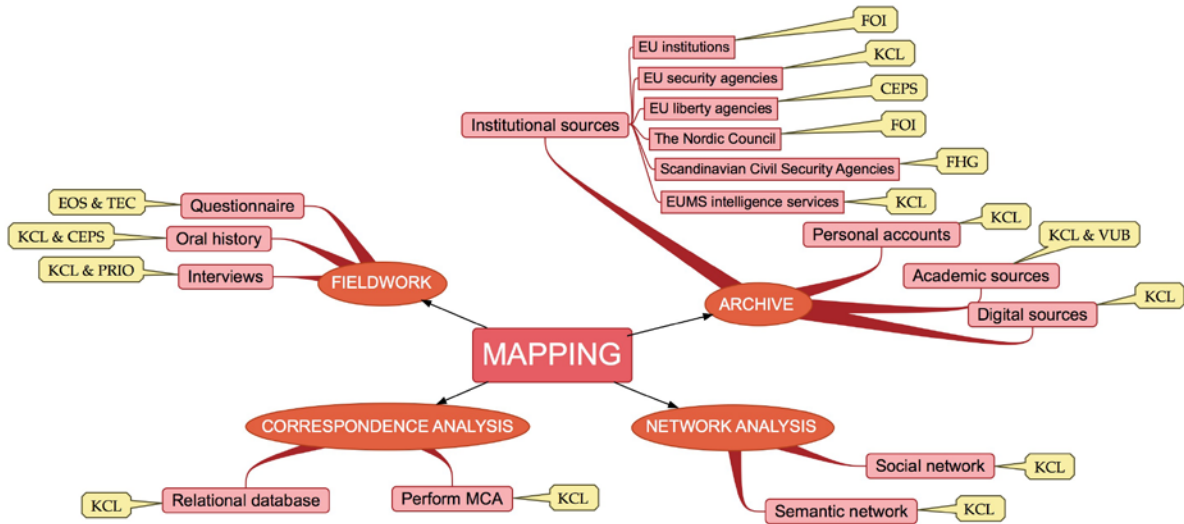 FOI
EU institutions
KCL
EU security agencies
CEPS
EU liberty agencies
Institutional sources
FOI
The Nordic Council
FHG
Scandinavian Civil Security Agencies
EUMS intelligence services
KCL
KCL
Personal accounts
KCL & VUB
Academic sources
KCL
Digital sources
ARCHIVE
EOS & TEC
Questionnaire
KCL & CEPS
Oral history
KCL & PRIO
Interviews
FIELDWORK
MAPPING
CORRESPONDENCE ANALYSIS
KCL
Relational database
Perform MCA
KCL
NETWORK ANALYSIS
Social network
KCL
Semantic network
KCL